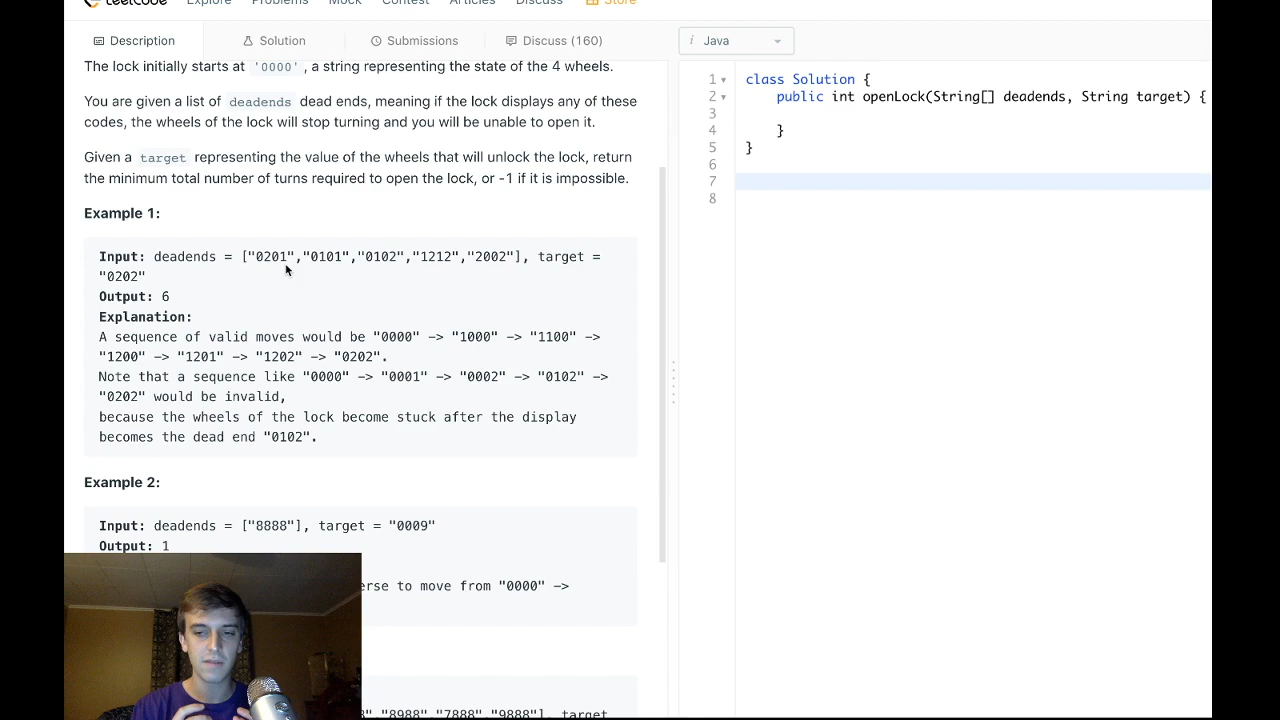 LeetCode Explore Problems Mock Contest Articles Discuss Store
Description Solution Submissions Discuss (160)
i Java
The lock initially starts at '0000', a string representing the state of the 4 wheels.
You are given a list of deadends dead ends, meaning if the lock displays any of these
codes, the wheels of the lock will stop turning and you will be unable to open it.
Given a target representing the value of the wheels that will unlock the lock, return
the minimum total number of turns required to open the lock, or -1 if it is impossible.
Example 1:
Input: deadends = ["0201","0101","0102","1212","2002"], target =
"0202"
Output: 6
Explanation:
A sequence of valid moves would be "0000" -> "1000" -> "1100" ->
"1200" -> "1201" -> "1202" -> "0202".
Note that a sequence like "0000" -> "0001" -> "0002" -> "0102" ->
"0202" would be invalid,
because the wheels of the lock become stuck after the display
becomes the dead end "0102".
Example 2:
Input: deadends = ["8888"], target = "0009"
Output: 1
erse to move from "0000" ->
","8988","7888","9888"], target
1 class Solution {
2 public int openLock(String[] deadends, String target) {
3
4 }
5 }
6
7
8